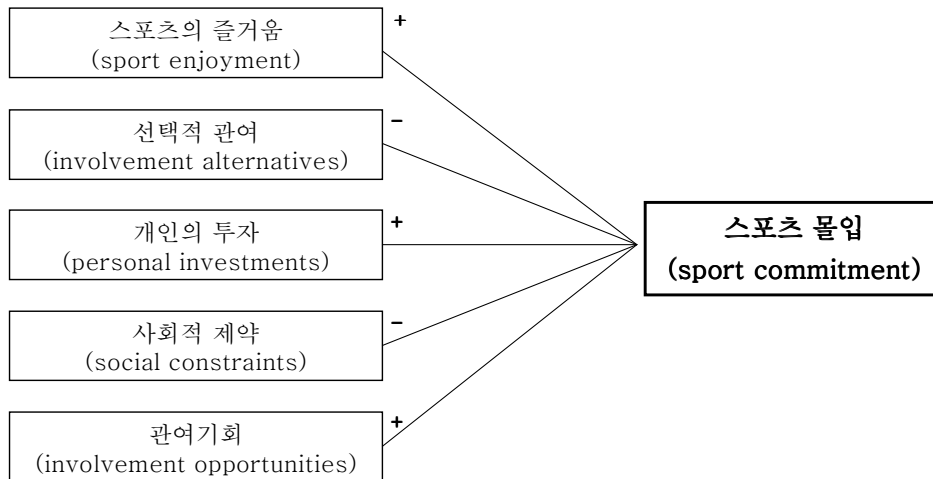 스포츠의 즐거움
(sport enjoyment)
+
선택적 관여
(involvement alternatives)
-
개인의 투자
(personal investments)
+
사회적 제약
(social constraints)
-
관여기회
(involvement opportunities)
+
스포츠 몰입
(sport commitment)